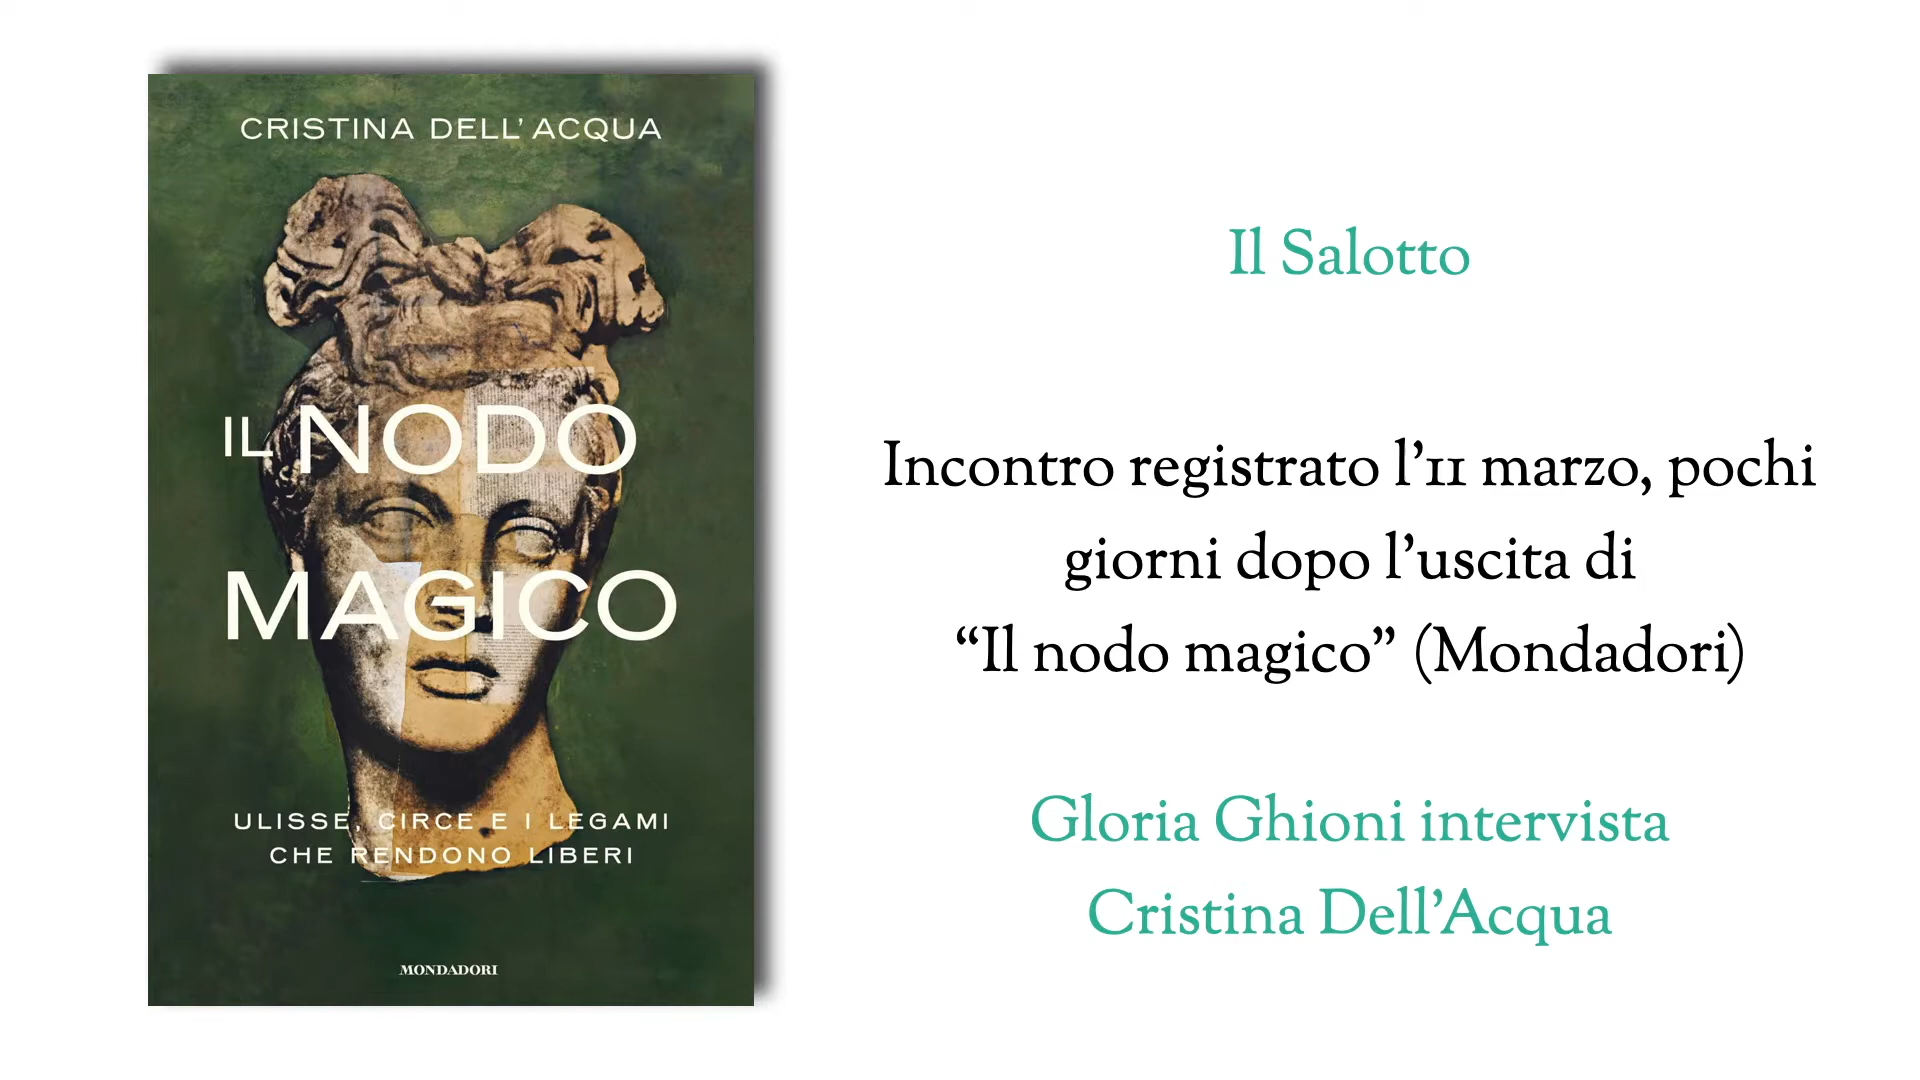 CRISTINA DELL'ACQUA
IL NODO
MAGICO
ULISSE, CIRCE E I LEGAMI
CHE RENDONO LIBERI
MONDADORI
Il Salotto
Incontro registrato l’11 marzo, pochi
giorni dopo l’uscita di
“Il nodo magico” (Mondadori)
Gloria Ghioni intervista
Cristina Dell’Acqua